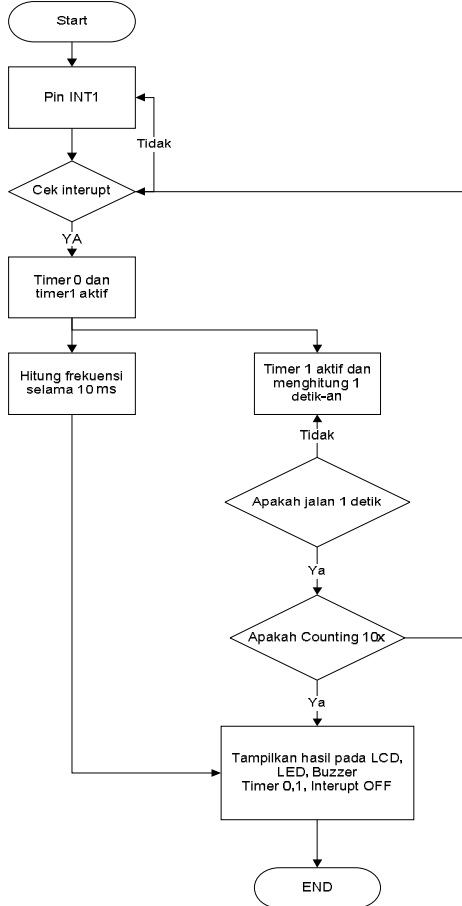 Start
Pin INT1
Tidak
Cek interupt
YA
Timer 0 dan
timer1 aktif
Hitung frekuensi
selama 10 ms
Timer 1 aktif dan
menghitung 1
detik-an
Tidak
Apakah jalan 1 detik
Ya
Apakah Counting 10x
Ya
Tampilkan hasil pada LCD,
LED, Buzzer
Timer 0,1, Interupt OFF
END